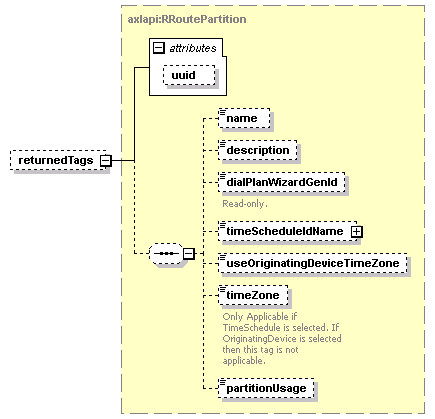 axlapi:RRoutePartition
attributes
uuid
returnedTags
name
description
dialPlanWizardGenId
Read-only.
timeScheduleIdName
useOriginatingDeviceTimeZone
timeZone
Only Applicable if
TimeSchedule is selected. If
OriginatingDevice is selected
then this tag is not
applicable.
partitionUsage